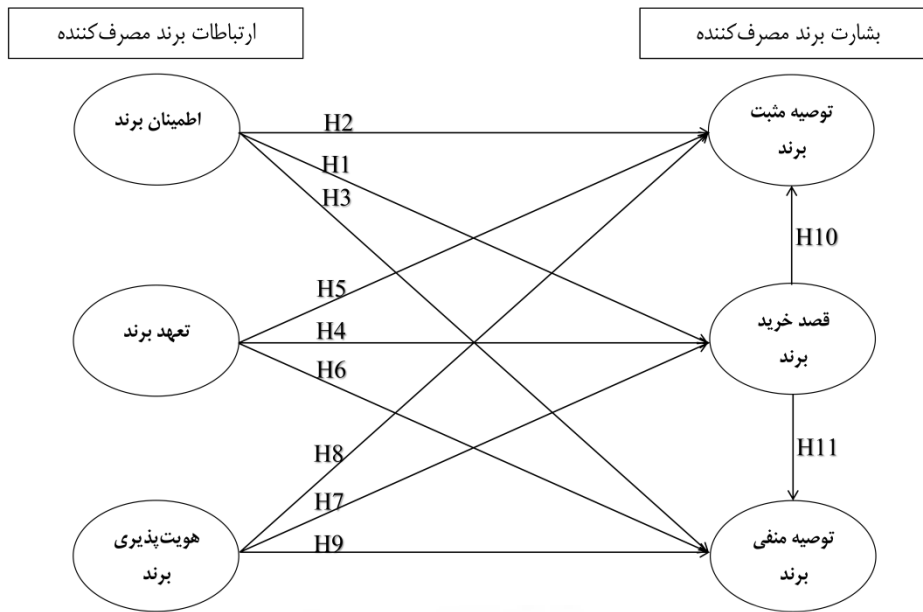 بشارت برند مصرف‌کننده
ارتباطات برند مصرف‌کننده
اطمینان برند
توصیه مثبت
برند
H2
H1
H3
H10
تعهد برند
قصد خرید
برند
H5
H4
H6
H11
هویت‌پذیری
برند
توصیه منفی
برند
H8
H7
H9